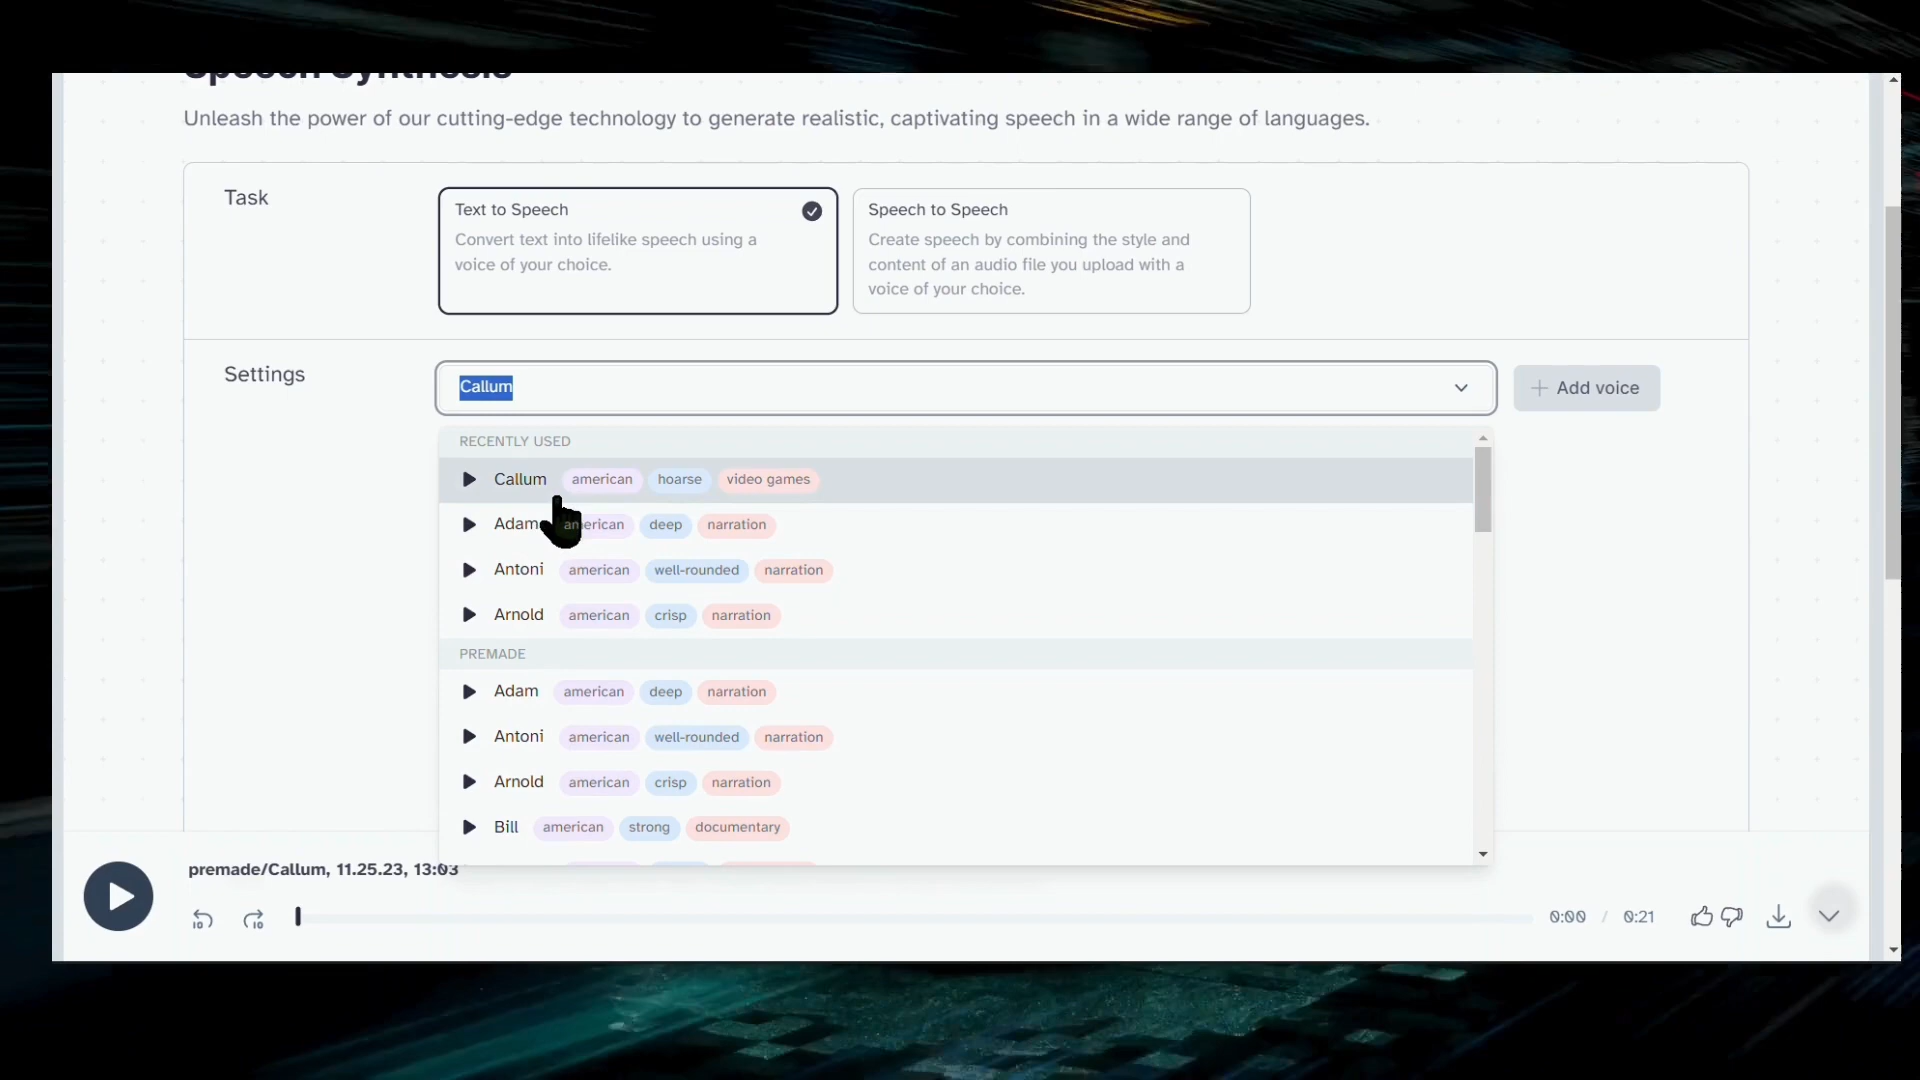 Speech Synthesis
Unleash the power of our cutting-edge technology to generate realistic, captivating speech in a wide range of languages.
Task
Text to Speech
Convert text into lifelike speech using a
voice of your choice.
Speech to Speech
Create speech by combining the style and
content of an audio file you upload with a
voice of your choice.
Settings
Callum
Add voice
RECENTLY USED
Callum american hoarse video games
Adam american deep narration
Antoni american well-rounded narration
Arnold american crisp narration
PREMADE
Adam american deep narration
Antoni american well-rounded narration
Arnold american crisp narration
Bill american strong documentary
premade/Callum, 11.25.23, 13:03
10 10 0:00 / 0:21